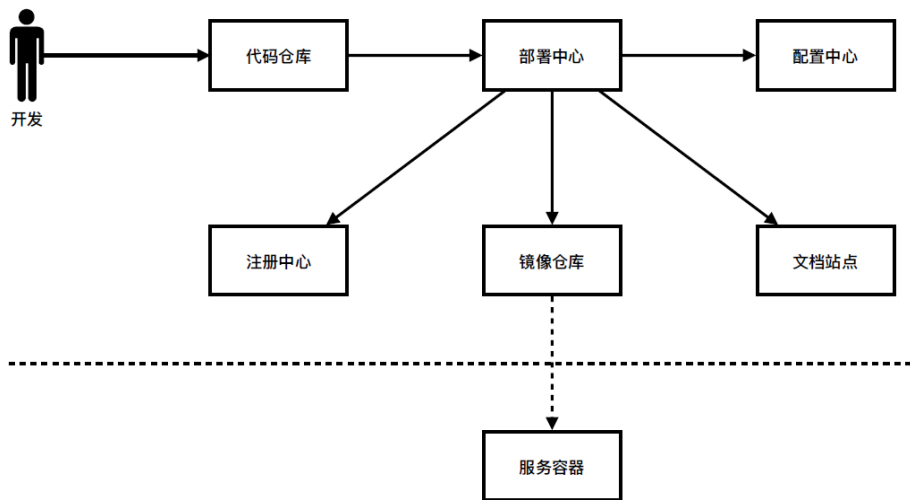 代码仓库
部署中心
配置中心
开发
注册中心
镜像仓库
文档站点
服务容器